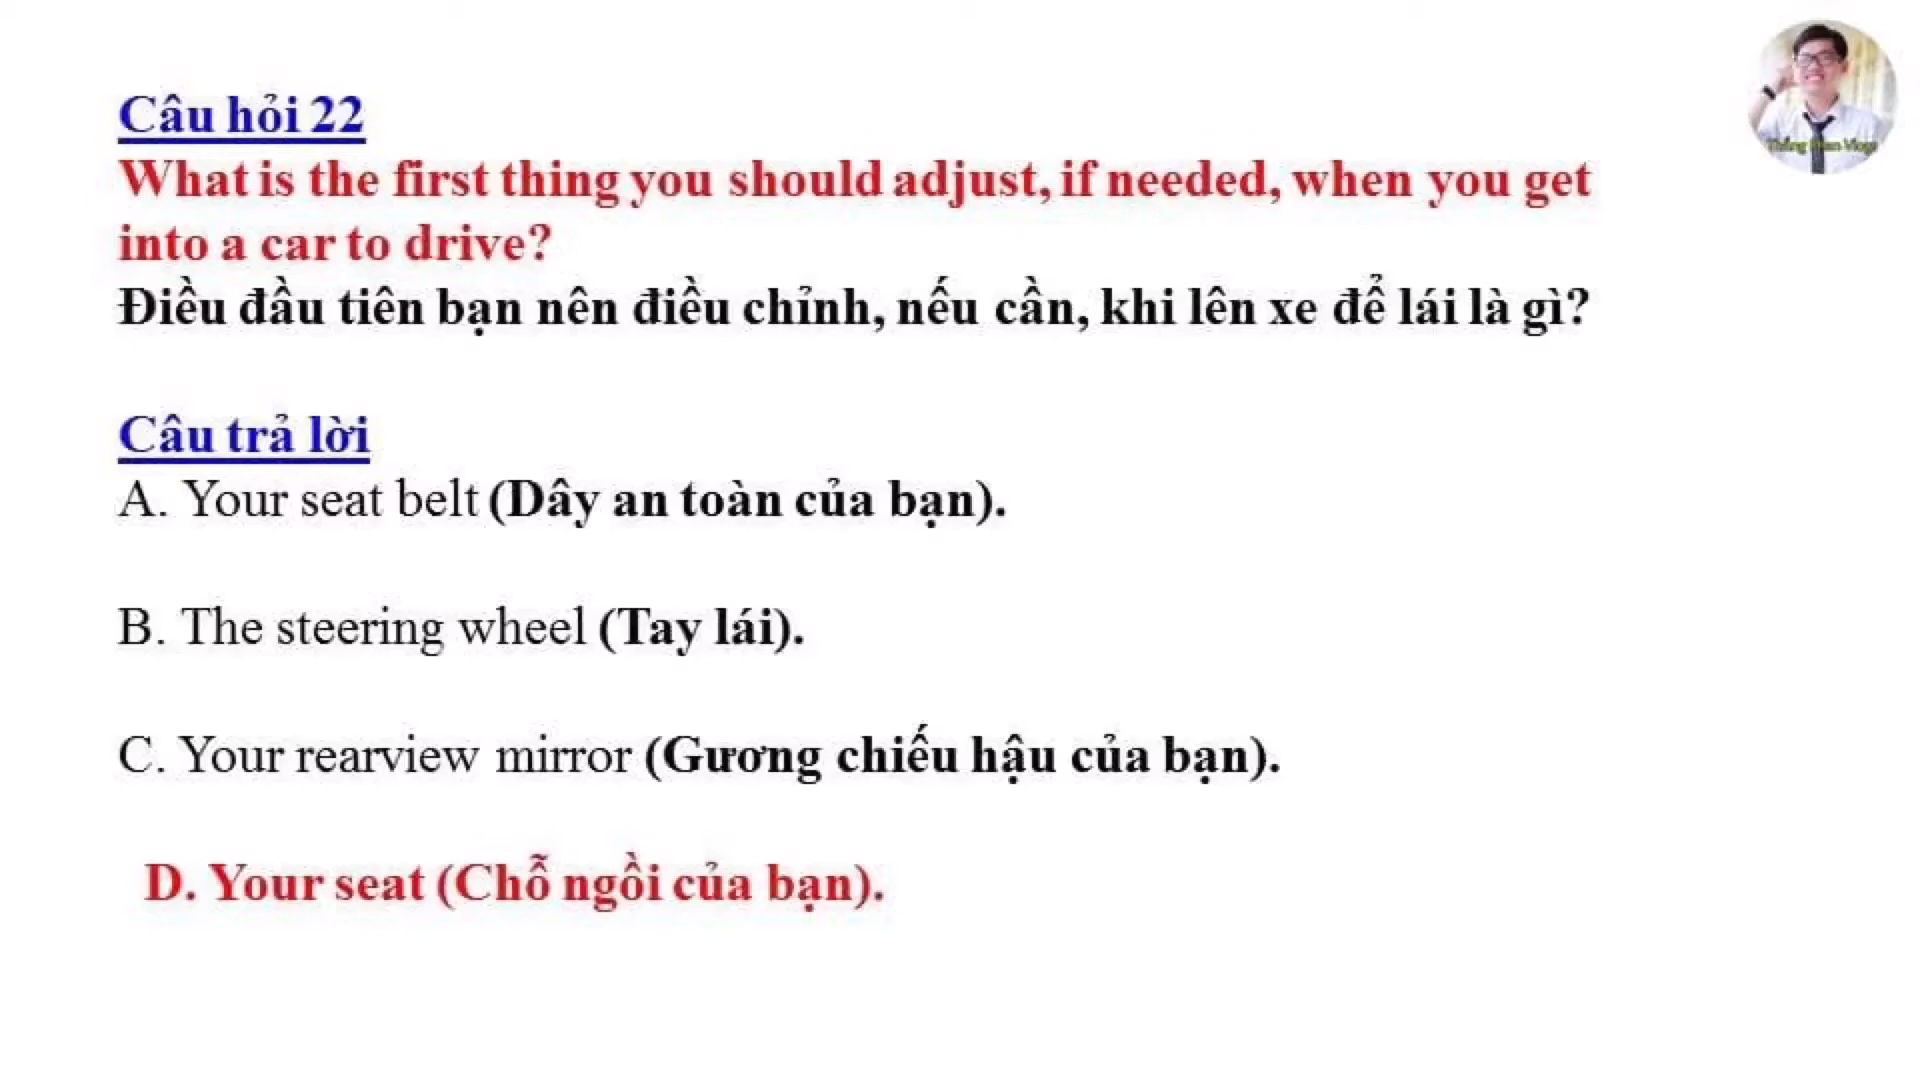 Câu hỏi 22
What is the first thing you should adjust, if needed, when you get
into a car to drive?
Điều đầu tiên bạn nên điều chỉnh, nếu cần, khi lên xe để lái là gì?
Câu trả lời
A. Your seat belt (Dây an toàn của bạn).
B. The steering wheel (Tay lái).
C. Your rearview mirror (Gương chiếu hậu của bạn).
D. Your seat (Chỗ ngồi của bạn).